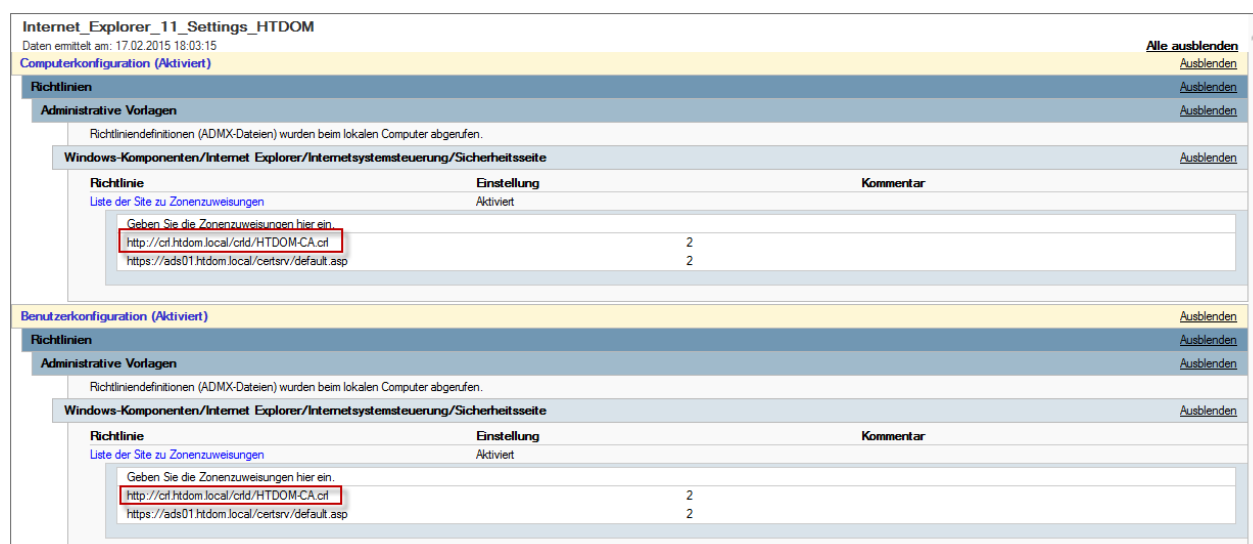 Internet_Explorer_11_Settings_HTDOM
Daten ermittelt am: 17.02.2015 18:03:15 Alle ausblenden
Computerkonfiguration (Aktiviert) Ausblenden
Richtlinien Ausblenden
Administrative Vorlagen Ausblenden
Richtliniendefinitionen (ADMX-Dateien) wurden beim lokalen Computer abgerufen.
Windows-Komponenten/Internet Explorer/Internetsystemsteuerung/Sicherheitsseite Ausblenden
Richtlinie Einstellung Kommentar
Liste der Site zu Zonenzuweisungen Aktiviert
Geben Sie die Zonenzuweisungen hier ein.
http://crl.htdom.local/crld/HTDOM-CA.crl 2
https://ads01.htdom.local/certsrv/default.asp 2
Benutzerkonfiguration (Aktiviert) Ausblenden
Richtlinien Ausblenden
Administrative Vorlagen Ausblenden
Richtliniendefinitionen (ADMX-Dateien) wurden beim lokalen Computer abgerufen.
Windows-Komponenten/Internet Explorer/Internetsystemsteuerung/Sicherheitsseite Ausblenden
Richtlinie Einstellung Kommentar
Liste der Site zu Zonenzuweisungen Aktiviert
Geben Sie die Zonenzuweisungen hier ein.
http://crl.htdom.local/crld/HTDOM-CA.crl 2
https://ads01.htdom.local/certsrv/default.asp 2